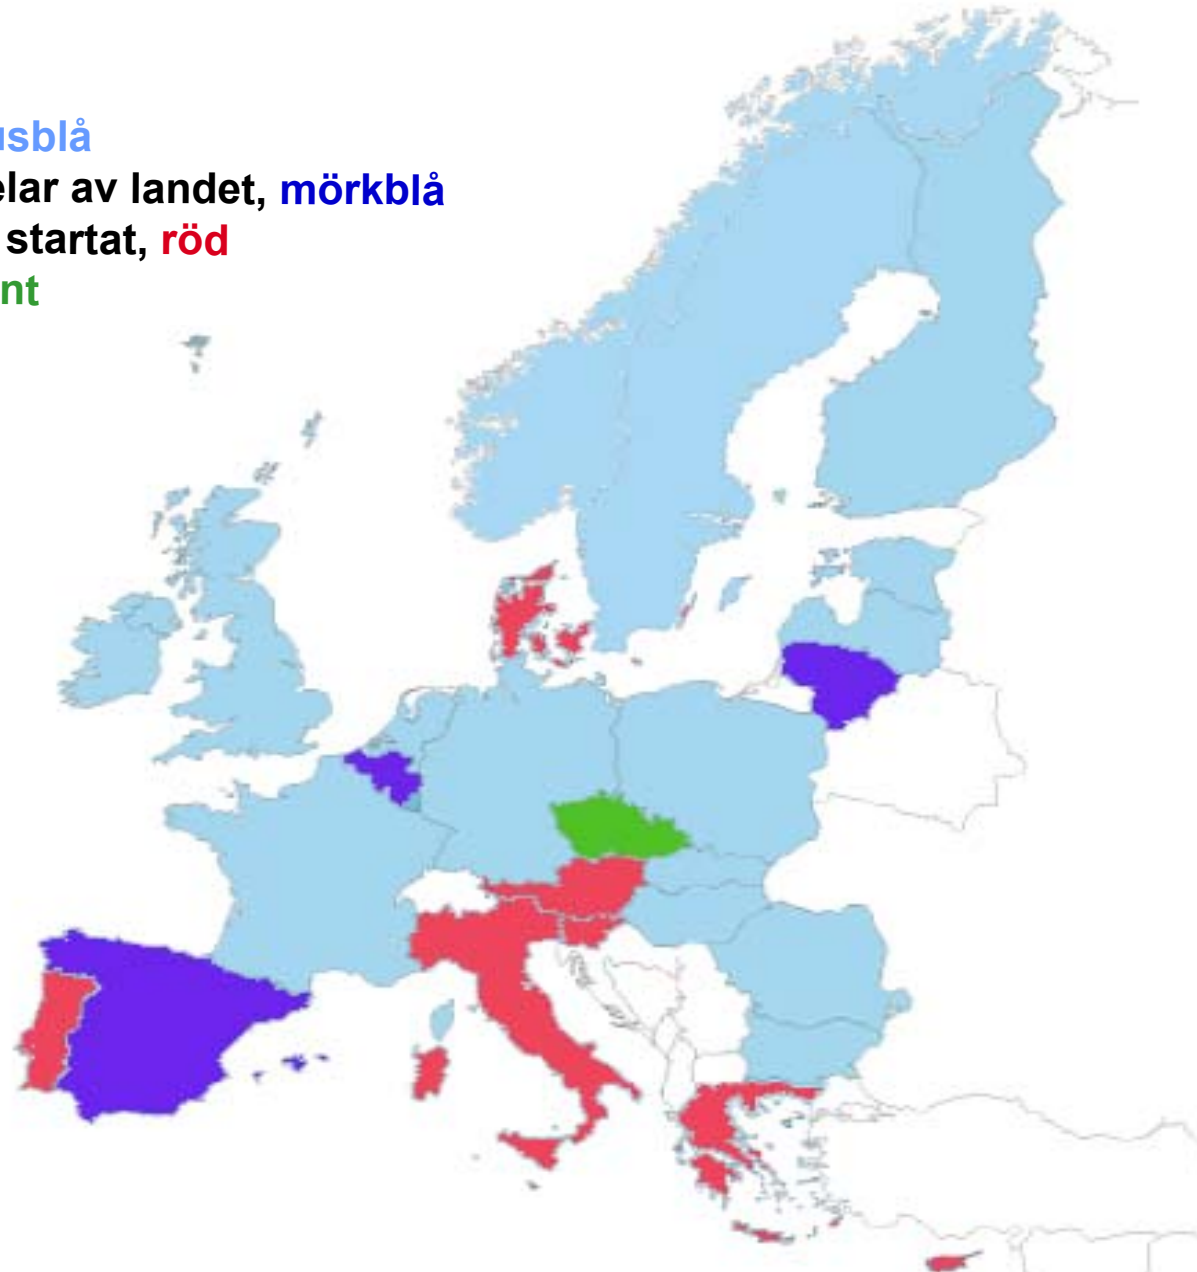 usblå
elar av landet, mörkblå
startat, röd
nt